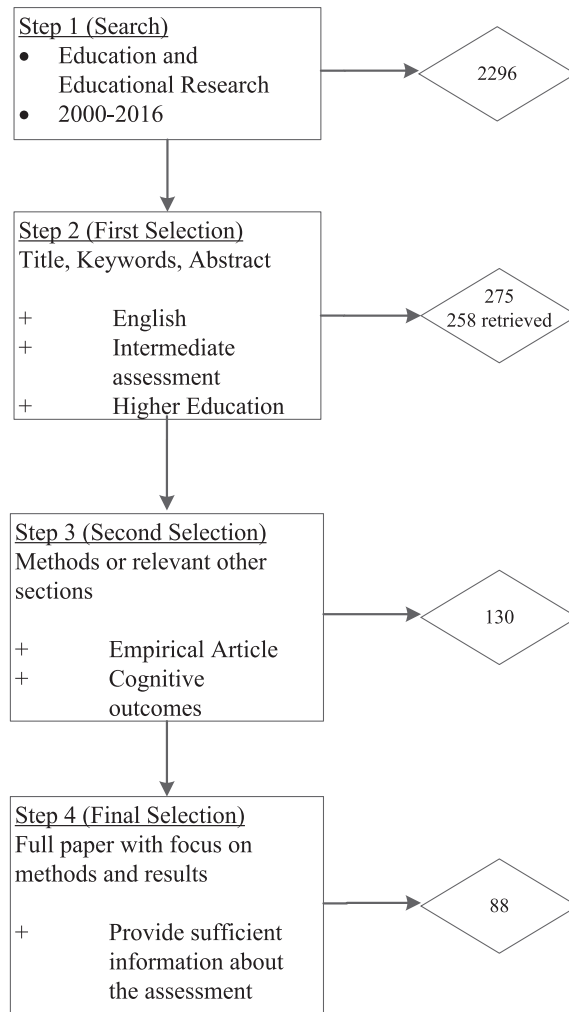 Step 1 (Search)
• Education and
Educational Research
• 2000-2016
2296
Step 2 (First Selection)
Title, Keywords, Abstract
+ English
+ Intermediate
assessment
+ Higher Education
275
258 retrieved
Step 3 (Second Selection)
Methods or relevant other
sections
+ Empirical Article
+ Cognitive
outcomes
130
Step 4 (Final Selection)
Full paper with focus on
methods and results
+ Provide sufficient
information about
the assessment
88